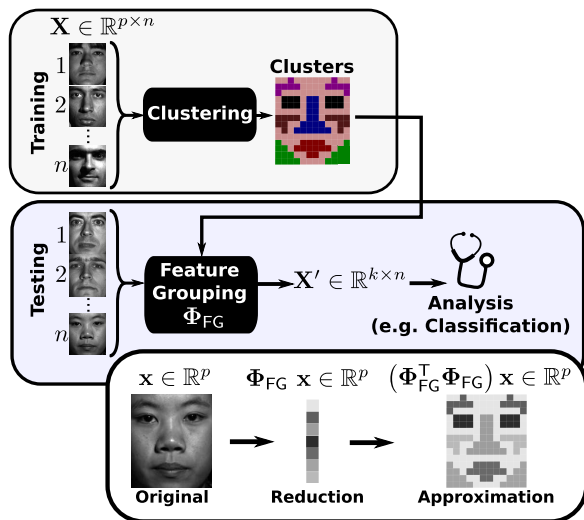 X ∈ ℝ^{p×n}
Training
1
2
...
n
Clustering
Clusters
Testing
1
2
...
n
Feature
Grouping
Φ_FG
X′ ∈ ℝ^{k×n}
Analysis
(e.g. Classification)
x ∈ ℝ^p
Φ_FG x ∈ ℝ^p
(Φ_FG^T Φ_FG) x ∈ ℝ^p
Original
Reduction
Approximation